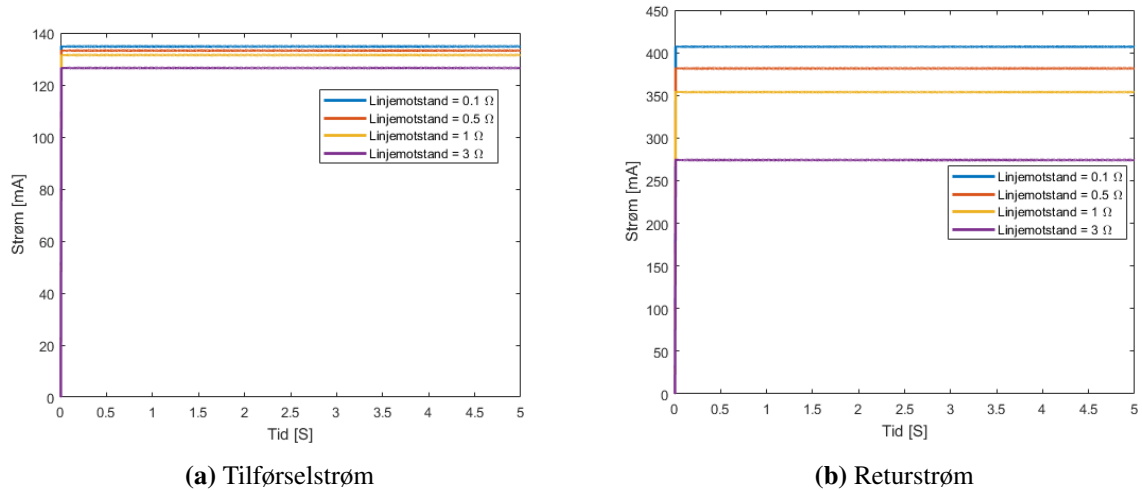 140
120
100
80
60
40
20
0
Strøm [mA]
0 0.5 1 1.5 2 2.5 3 3.5 4 4.5 5
Tid [S]
Linjemotstand = 0.1 Ω
Linjemotstand = 0.5 Ω
Linjemotstand = 1 Ω
Linjemotstand = 3 Ω
(a) Tilførselstrøm
450
400
350
300
250
200
150
100
50
0
Strøm [mA]
0 0.5 1 1.5 2 2.5 3 3.5 4 4.5 5
Tid [S]
Linjemotstand = 0.1 Ω
Linjemotstand = 0.5 Ω
Linjemotstand = 1 Ω
Linjemotstand = 3 Ω
(b) Returstrøm